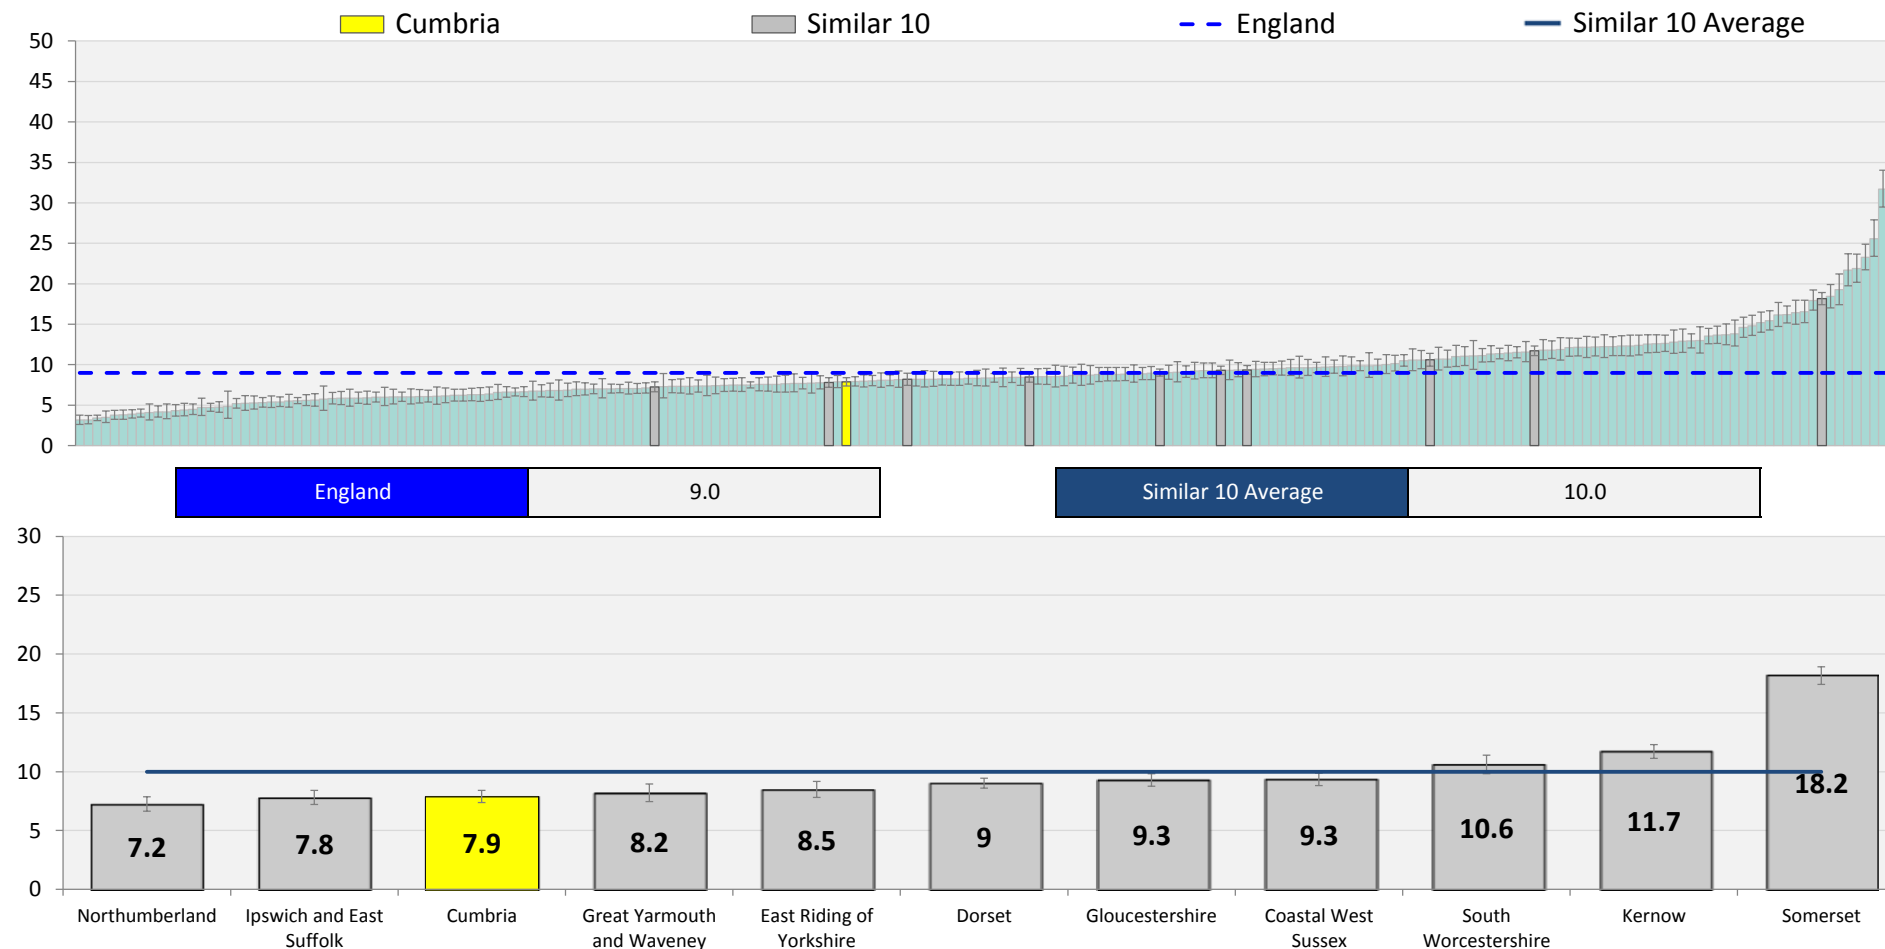 Cumbria
Similar 10
England
Similar 10 Average
50
45
40
35
30
25
20
15
10
5
0
England
9.0
Similar 10 Average
10.0
30
25
20
15
10
5
0
7.2
7.8
7.9
8.2
8.5
9
9.3
9.3
10.6
11.7
18.2
Northumberland
Ipswich and East
Suffolk
Cumbria
Great Yarmouth
and Waveney
East Riding of
Yorkshire
Dorset
Gloucestershire
Coastal West
Sussex
South
Worcestershire
Kernow
Somerset